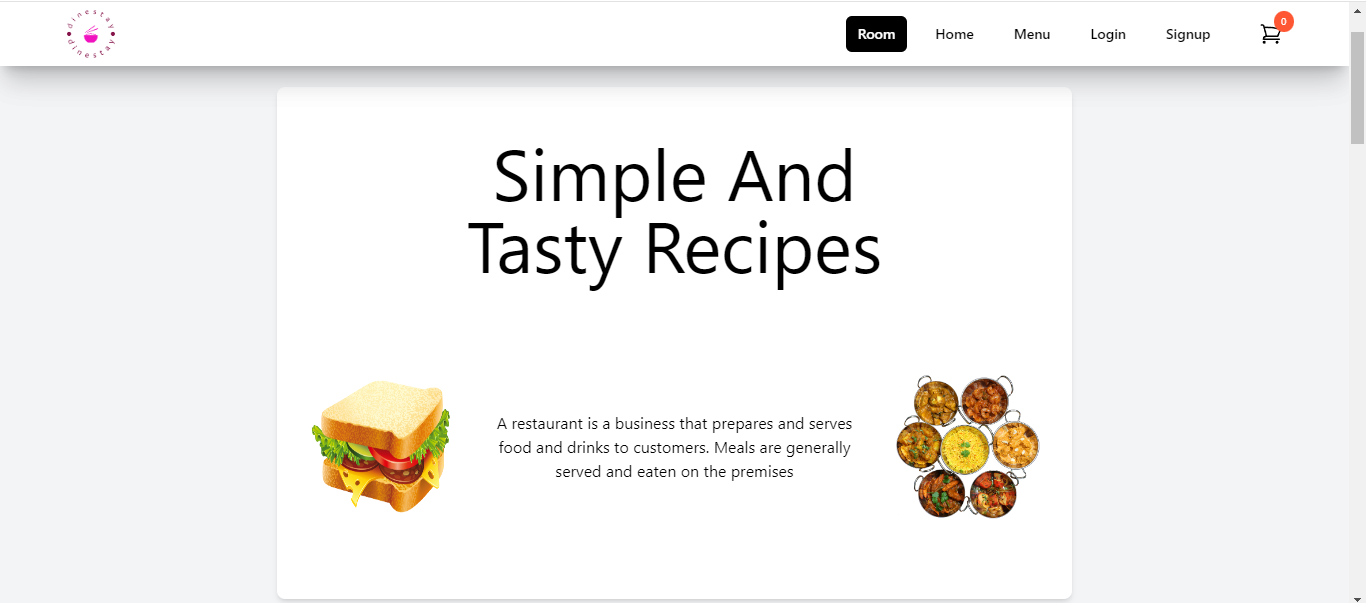 dinestay
dinestay
Room
Home
Menu
Login
Signup
0
Simple And
Tasty Recipes
A restaurant is a business that prepares and serves
food and drinks to customers. Meals are generally
served and eaten on the premises